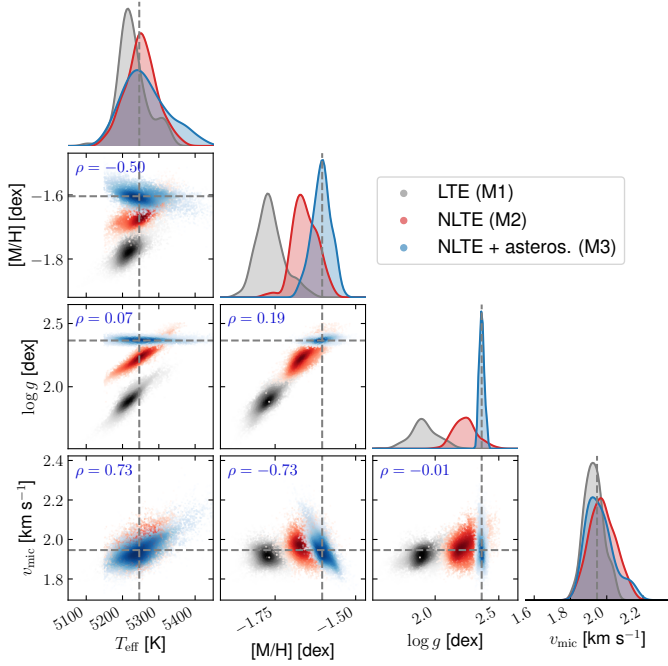 ρ = −0.50
[M/H] [dex]
−1.6
−1.8
LTE (M1)
NLTE (M2)
NLTE + asteros. (M3)
ρ = 0.07
ρ = 0.19
log g [dex]
2.5
2.0
ρ = 0.73
ρ = −0.73
ρ = −0.01
v_mic [km s⁻¹]
2.4
2.2
2.0
1.8
5100
5200
5300
5400
T_eff [K]
−1.75
−1.50
[M/H] [dex]
2.0
2.5
log g [dex]
1.6
1.8
2.0
2.2
v_mic [km s⁻¹]